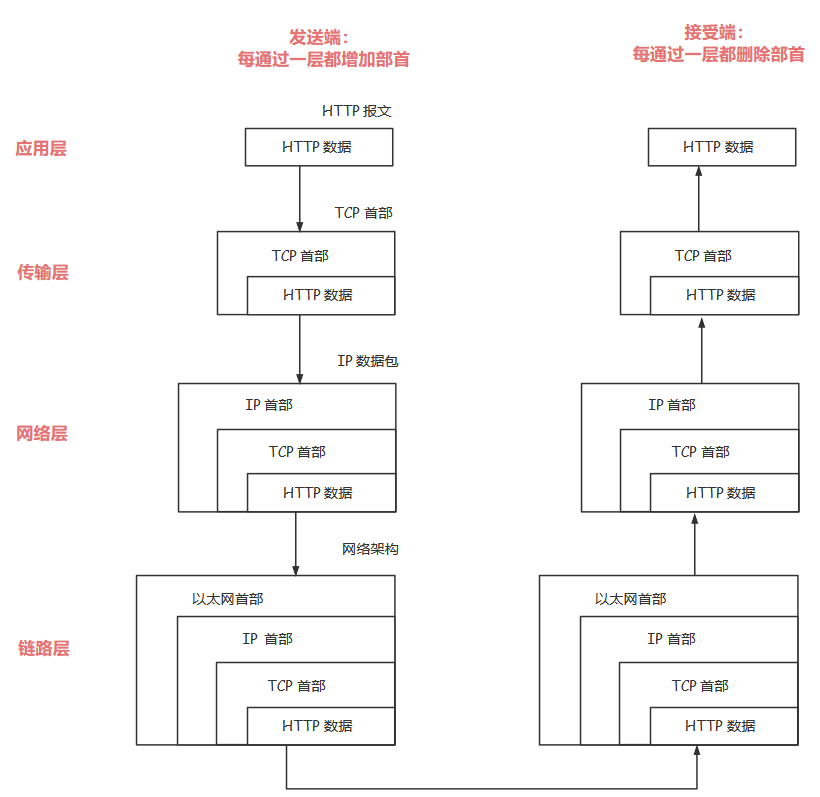 发送端：
每通过一层都增加部首
接受端：
每通过一层都删除部首
HTTP 报文
应用层
HTTP 数据
HTTP 数据
TCP 首部
传输层
TCP 首部
HTTP 数据
TCP 首部
HTTP 数据
IP 数据包
网络层
IP 首部
TCP 首部
HTTP 数据
IP 首部
TCP 首部
HTTP 数据
网络架构
链路层
以太网首部
IP 首部
TCP 首部
HTTP 数据
以太网首部
IP 首部
TCP 首部
HTTP 数据